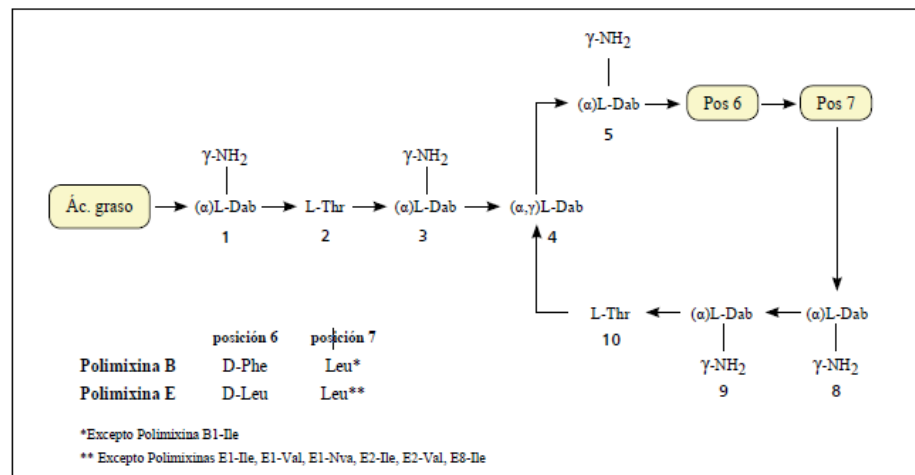 γ-NH2
(α)L-Dab
5
Pos 6
Pos 7
γ-NH2
γ-NH2
Ác. graso
(α)L-Dab
1
L-Thr
2
(α)L-Dab
3
(α,γ)L-Dab
4
L-Thr
10
(α)L-Dab
γ-NH2
9
(α)L-Dab
γ-NH2
8
posición 6 posición 7
Polimixina B D-Phe Leu*
Polimixina E D-Leu Leu**
*Excepto Polimixina B1-Ile
** Excepto Polimixinas E1-Ile, E1-Val, E1-Nva, E2-Ile, E2-Val, E8-Ile